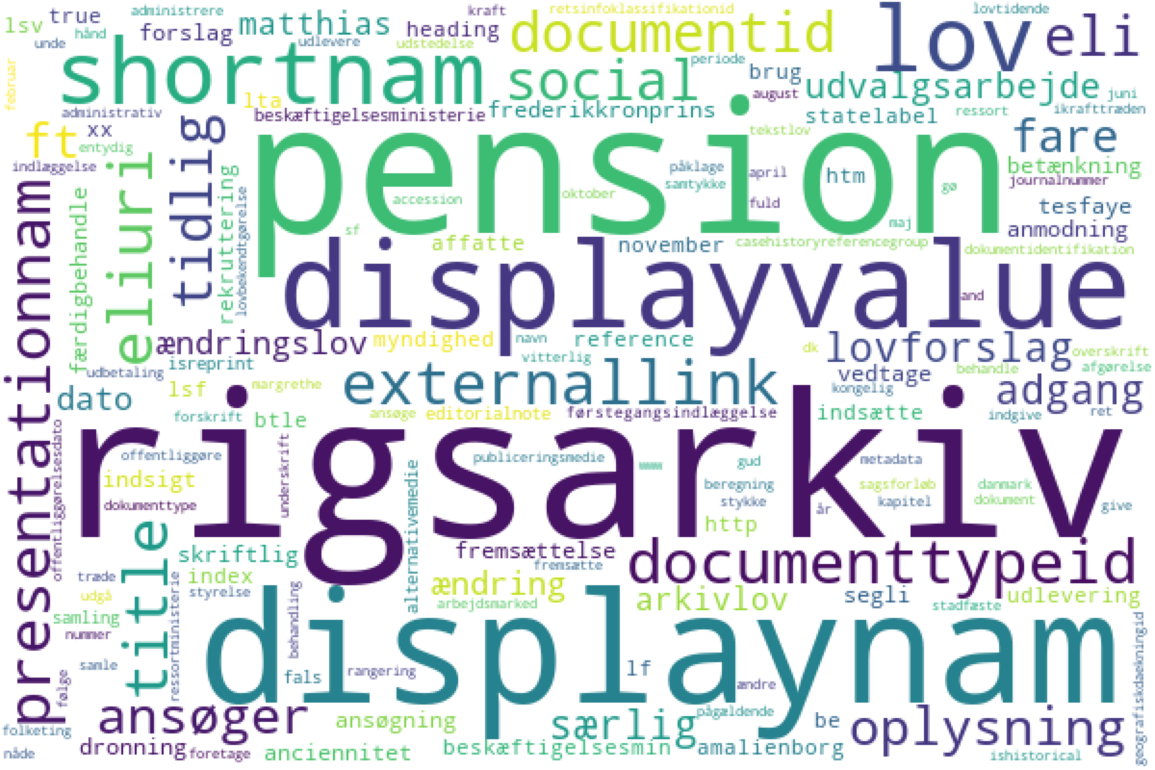 administrere
kraft
retsinfoklassifikationid
lovtidende
lsv
true
hånd
unde
forslag
matthias
udlevere
heading
udstedelse
documentid
lov
eli
februar
shortnam
social
periode
brug
udvalgsarbejde
juni
administrativ
lta
beskæftigelsesministerie
frederikkronprins
august
statelabel
ressort
ikrafttræden
ft
xx
entydig
indlæggelse
tidlig
pension
tekstlov
fare
betænkning
påklage
samtykke
april
htm
journalnummer
accession
oktober
fuld
gø
maj
tesfaye
anmodning
presentationnam
færdigbehandle
eliuri
rekruttering
lovbekendtgørelse
sf
affatte
november
casehistoryreferencegroup
dokumentidentifikation
displayvalue
and
ændringslov
myndighed
navn
reference
vitterlig
dk
lovforslag
overskrift
behandle
afgørelse
udbetaling
isreprint
vedtage
kongelig
dato
lsf
margrethe
externallink
adgang
forskrift
btle
ansøge
editorialnote
førstegangsindlæggelse
indsætte
indgive
ret
rigsarkiv
offentliggørelsesdato
offentliggøre
indsigt
dokumenttype
underskrift
publiceringsmedie
www
gud
beregning
stykke
metadata
sagsforløb
kapitel
danmark
dokument
give
år
http
title
skriftlig
alternativemedie
fremsættelse
fremsætte
documenttypeid
træde
udgå
samling
nummer
samle
følge
ressortministerie
index
styrelse
behandling
ændring
arbejdsmarked
arkivlov
segli
udlevering
stadfæste
displaynam
geografiskdaekningid
fals
rangering
lf
ændre
folketing
nåde
ansøger
dronning
foretage
ansøgning
anciennitet
særlig
beskæftigelsesmin
pågældende
amalienborg
be
oplysning
ishistorical